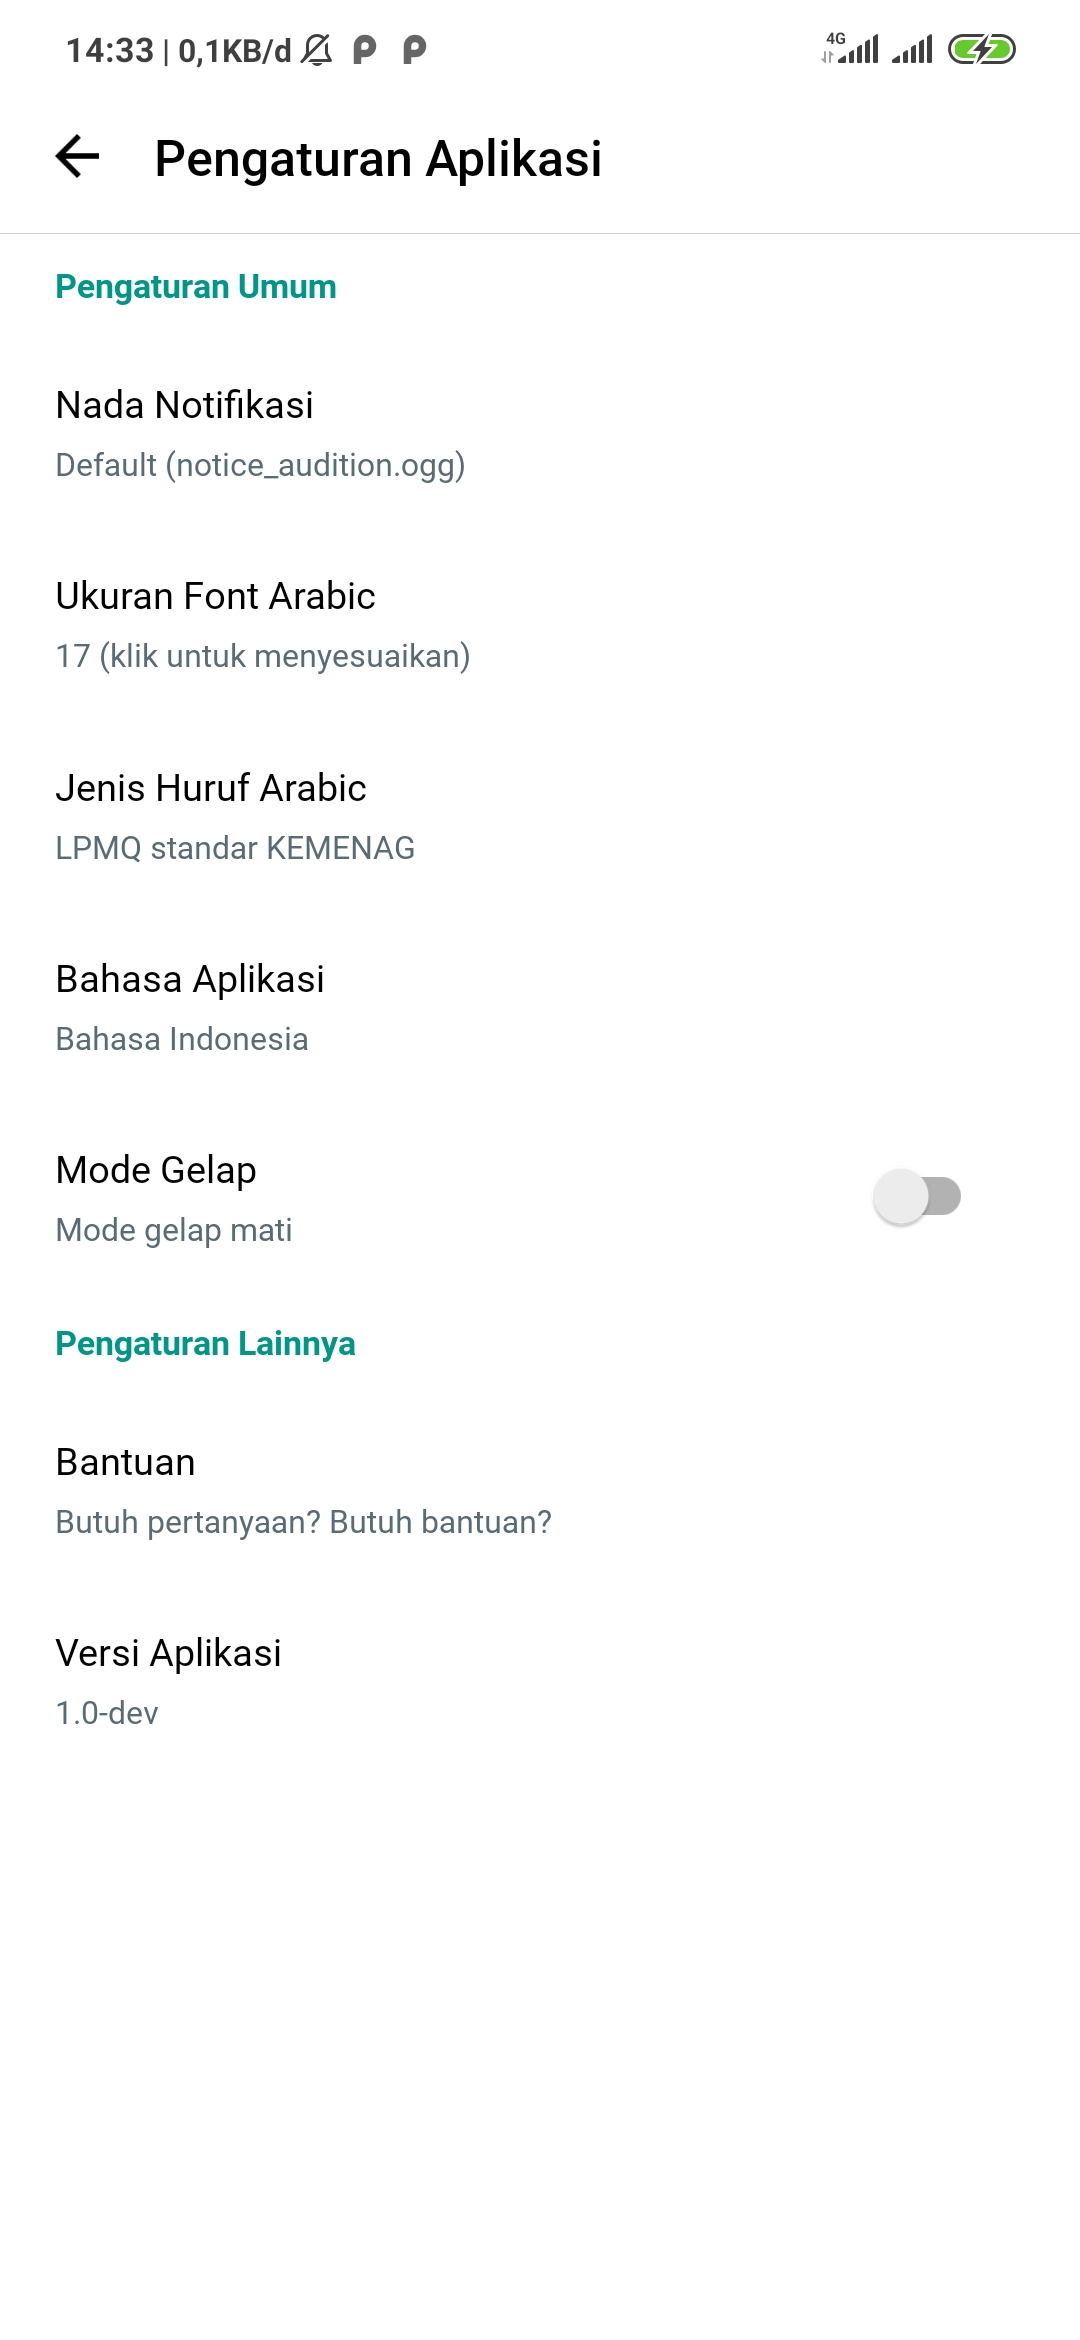 14:33 | 0,1KB/d
4G
Pengaturan Aplikasi
Pengaturan Umum
Nada Notifikasi
Default (notice_audition.ogg)
Ukuran Font Arabic
17 (klik untuk menyesuaikan)
Jenis Huruf Arabic
LPMQ standar KEMENAG
Bahasa Aplikasi
Bahasa Indonesia
Mode Gelap
Mode gelap mati
Pengaturan Lainnya
Bantuan
Butuh pertanyaan? Butuh bantuan?
Versi Aplikasi
1.0-dev